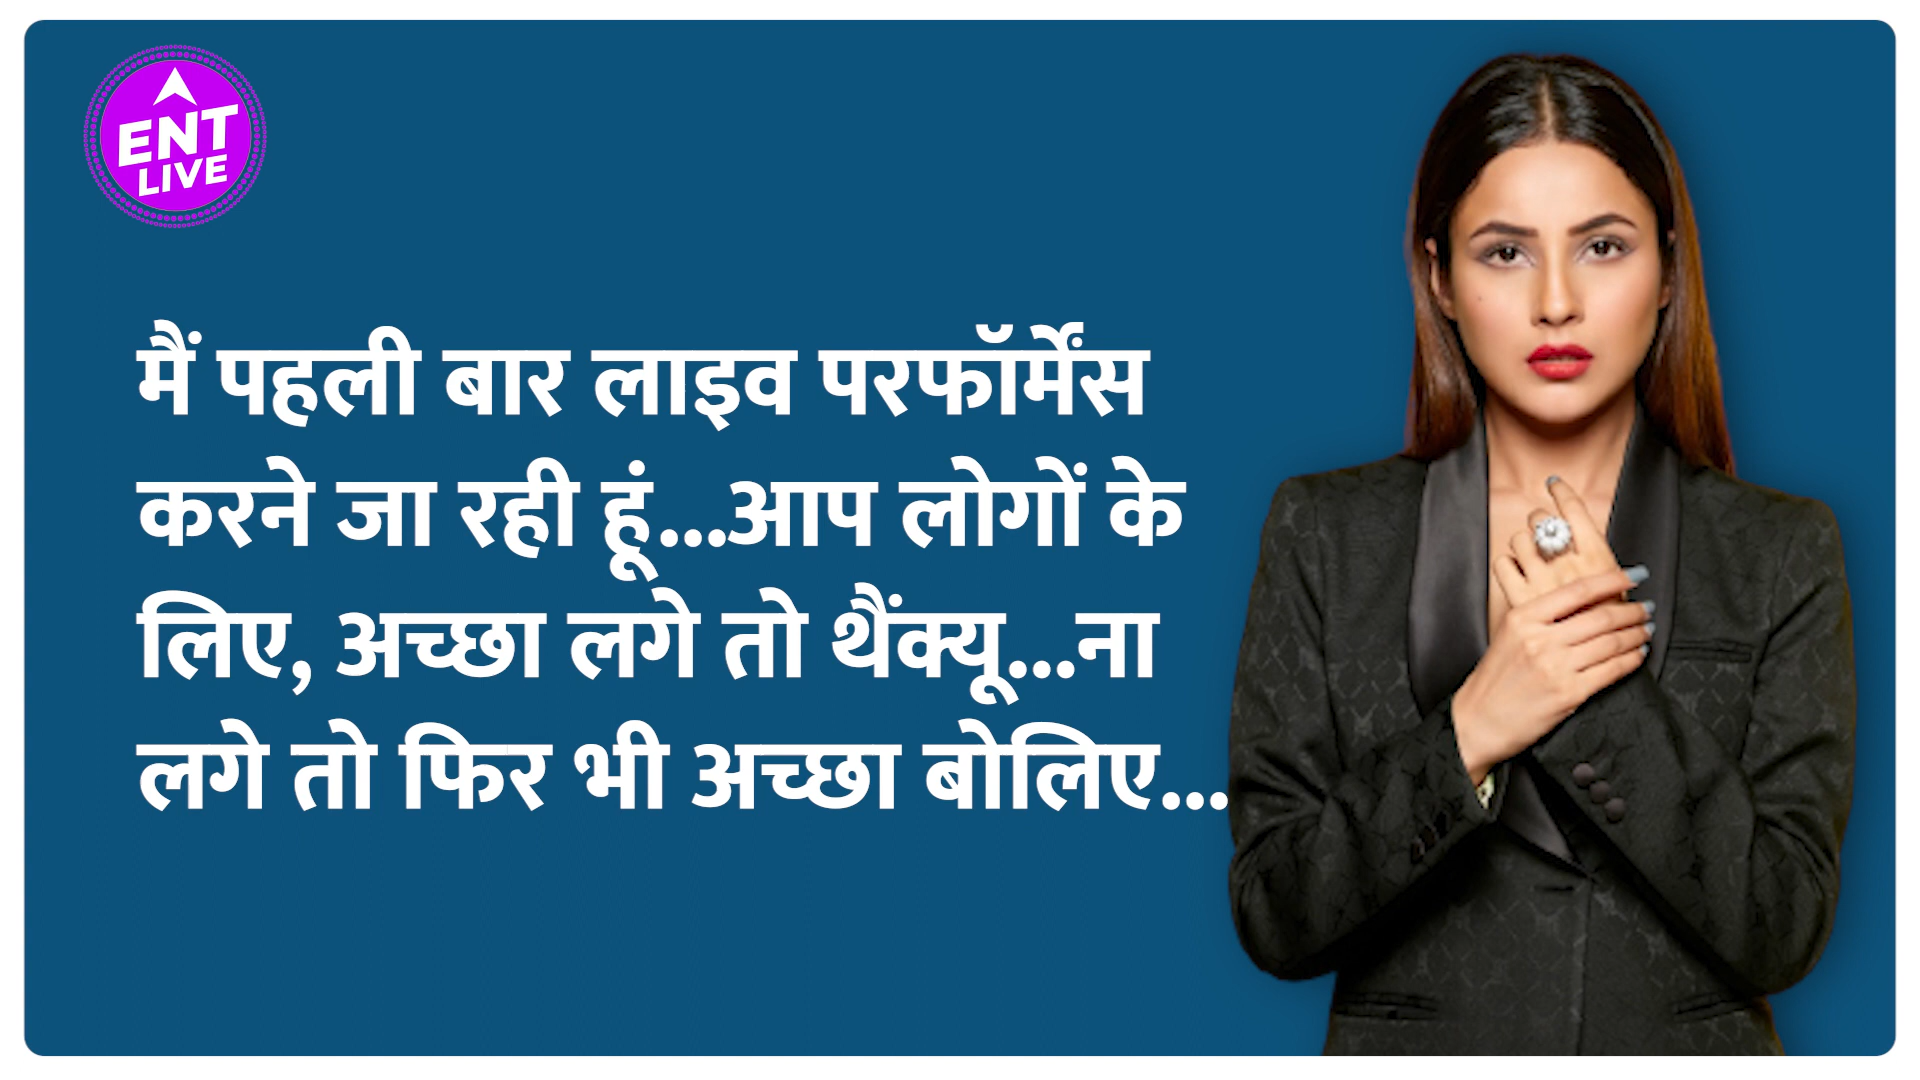 ENT
LIVE
मैं पहली बार लाइव परफॉर्मेंस
करने जा रही हूं...आप लोगों के
लिए, अच्छा लगे तो थैंक्यू...ना
लगे तो फिर भी अच्छा बोलिए...